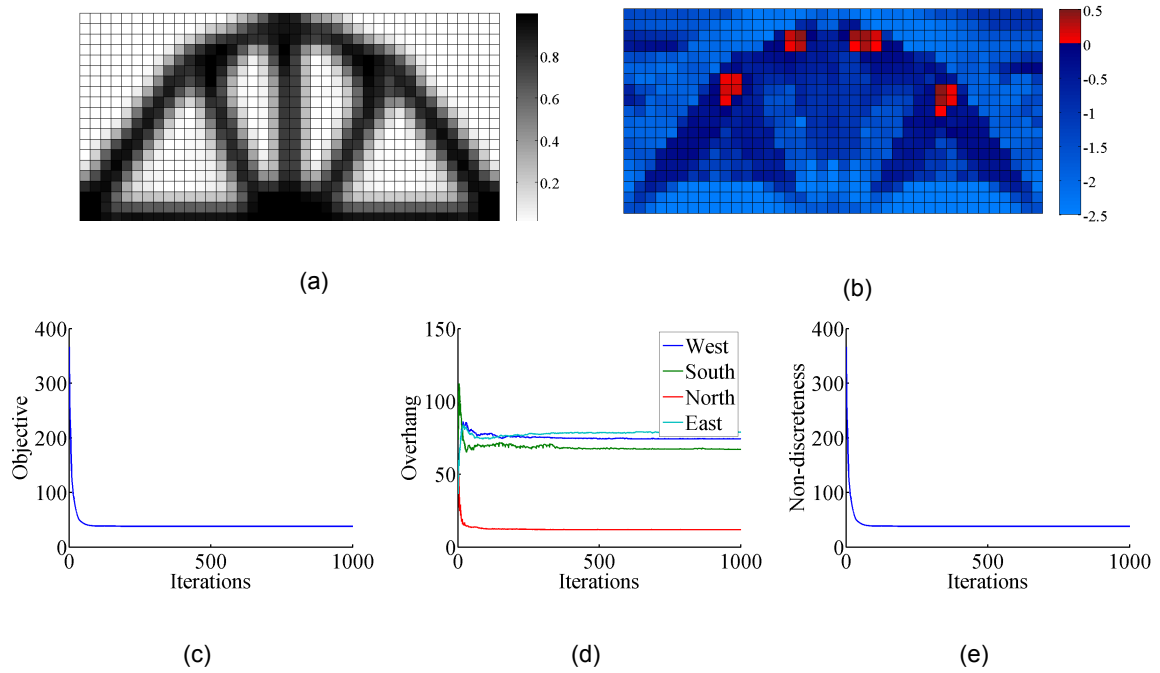 0.8
0.6
0.4
0.2
0.5
0
-0.5
-1
-1.5
-2
-2.5
(a)
(b)
400
300
200
100
0
Objective
0
500
1000
Iterations
(c)
150
100
50
0
Overhang
West
South
North
East
0
500
1000
Iterations
(d)
400
300
200
100
0
Non-discreteness
0
500
1000
Iterations
(e)